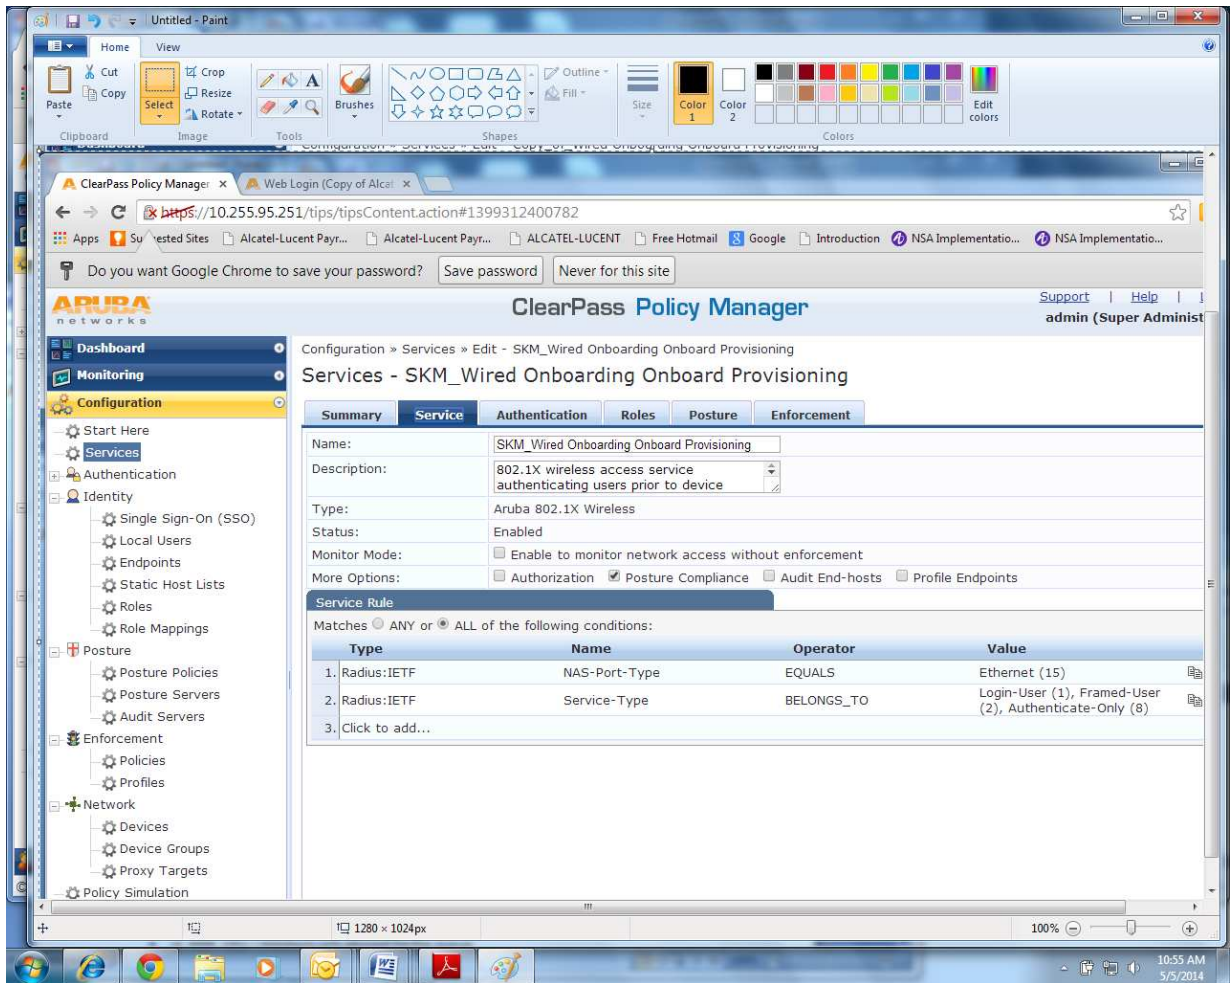 Untitled - Paint
Home View
Cut
Copy
Paste
Select
Crop
Resize
Rotate
Brushes
Outline
Fill
Size
Color 1
Color 2
Edit colors
Clipboard Image Tools Shapes Colors
Dashboard Configuration » Services » Edit - Copy_of_Wired Onboarding Onboard Provisioning
ClearPass Policy Manager Web Login (Copy of Alcat
https://10.255.95.251/tips/tipsContent.action#1399312400782
Apps Alcatel-Lucent Payr... Alcatel-Lucent Payr... ALCATEL-LUCENT Free Hotmail Google Introduction NSA Implementatio... NSA Implementatio...
Do you want Google Chrome to save your password? Save password Never for this site
ARUBA networks
ClearPass Policy Manager
Support | Help |
admin (Super Administ
Dashboard
Monitoring
Configuration
Start Here
Services
Authentication
Identity
Single Sign-On (SSO)
Local Users
Endpoints
Static Host Lists
Roles
Role Mappings
Posture
Posture Policies
Posture Servers
Audit Servers
Enforcement
Policies
Profiles
Network
Devices
Device Groups
Proxy Targets
Policy Simulation
Configuration » Services » Edit - SKM_Wired Onboarding Onboard Provisioning
Services - SKM_Wired Onboarding Onboard Provisioning
Summary Service Authentication Roles Posture Enforcement
Name: SKM_Wired Onboarding Onboard Provisioning
Description: 802.1X wireless access service
authenticating users prior to device
Type: Aruba 802.1X Wireless
Status: Enabled
Monitor Mode: Enable to monitor network access without enforcement
More Options: Authorization Posture Compliance Audit End-hosts Profile Endpoints
Service Rule
Matches ANY or ALL of the following conditions:
Type Name Operator Value
1. Radius:IETF NAS-Port-Type EQUALS Ethernet (15)
2. Radius:IETF Service-Type BELONGS_TO Login-User (1), Framed-User
(2), Authenticate-Only (8)
3. Click to add...
1280 × 1024px
100%
10:55 AM
5/5/2014